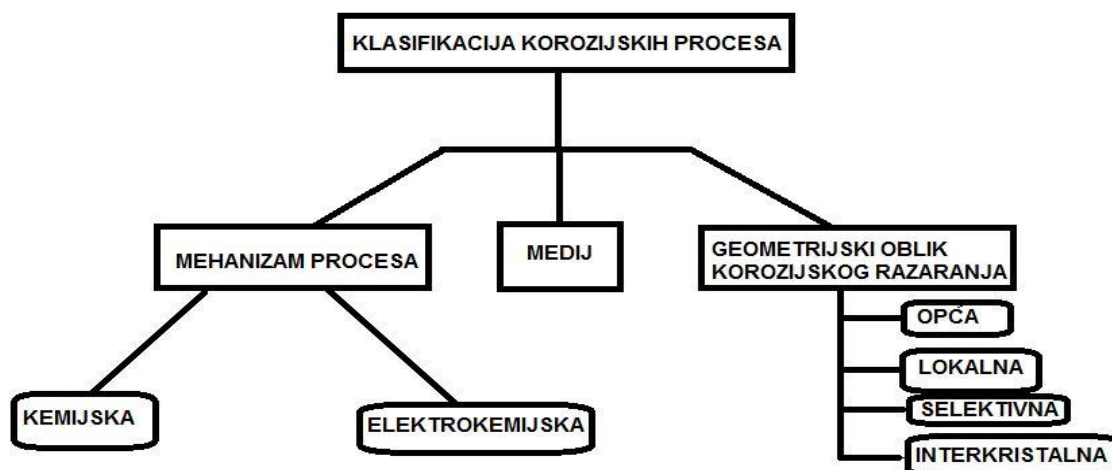 KLASIFIKACIJA KOROZIJSKIH PROCESA
MEHANIZAM PROCESA
MEDIJ
GEOMETRIJSKI OBLIK
KOROZIJSKOG RAZARANJA
OPĆA
LOKALNA
SELEKTIVNA
INTERKRISTALNA
KEMIJSKA
ELEKTROKEMIJSKA